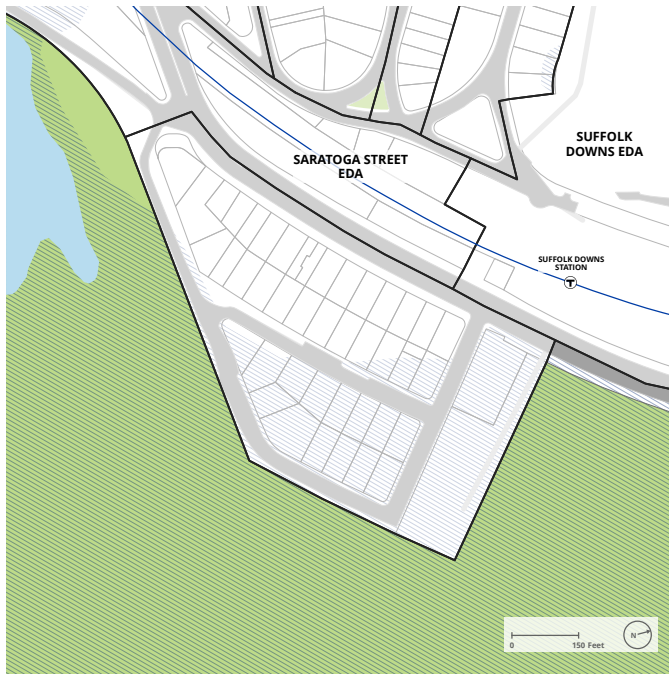 SARATOGA STREET
EDA
SUFFOLK
DOWNS EDA
SUFFOLK DOWNS
STATION
T
0 150 Feet
N